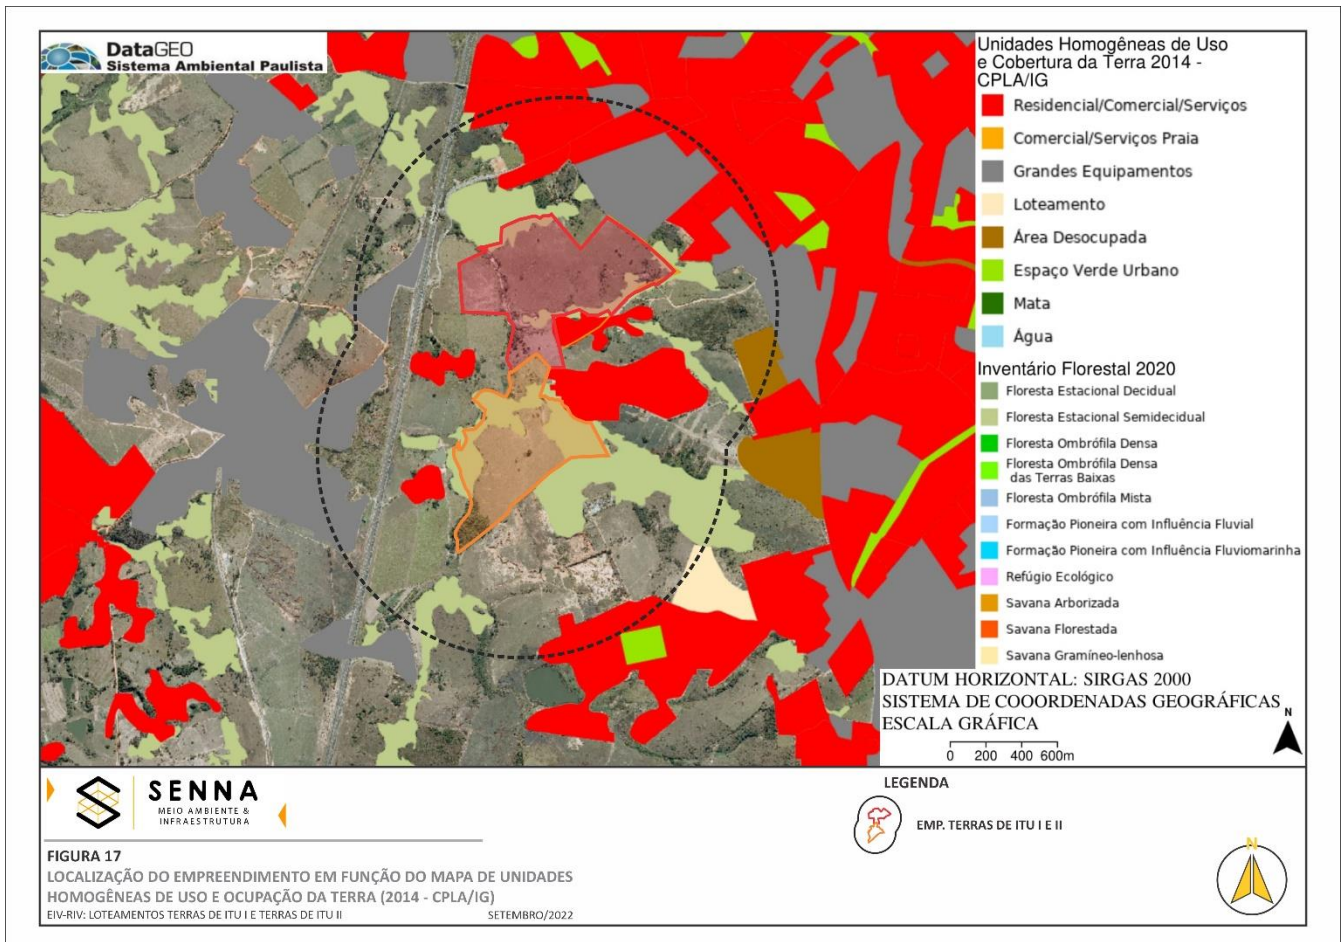 DataGEO
Sistema Ambiental Paulista
Unidades Homogêneas de Uso
e Cobertura da Terra 2014 -
CPLA/IG
Residencial/Comercial/Serviços
Comercial/Serviços Praia
Grandes Equipamentos
Loteamento
Área Desocupada
Espaço Verde Urbano
Mata
Água
Inventário Florestal 2020
Floresta Estacional Decidual
Floresta Estacional Semidecidual
Floresta Ombrófila Densa
Floresta Ombrófila Densa
das Terras Baixas
Floresta Ombrófila Mista
Formação Pioneira com Influência Fluvial
Formação Pioneira com Influência Fluviomarinha
Refúgio Ecológico
Savana Arborizada
Savana Florestada
Savana Gramíneo-lenhosa
DATUM HORIZONTAL: SIRGAS 2000
SISTEMA DE COOORDENADAS GEOGRÁFICAS
ESCALA GRÁFICA
N
0 200 400 600m
SENNA
MEIO AMBIENTE &
INFRAESTRUTURA
LEGENDA
EMP. TERRAS DE ITU I E II
N
FIGURA 17
LOCALIZAÇÃO DO EMPREENDIMENTO EM FUNÇÃO DO MAPA DE UNIDADES
HOMOGÊNEAS DE USO E OCUPAÇÃO DA TERRA (2014 - CPLA/IG)
EIV-RIV: LOTEAMENTOS TERRAS DE ITU I E TERRAS DE ITU II SETEMBRO/2022